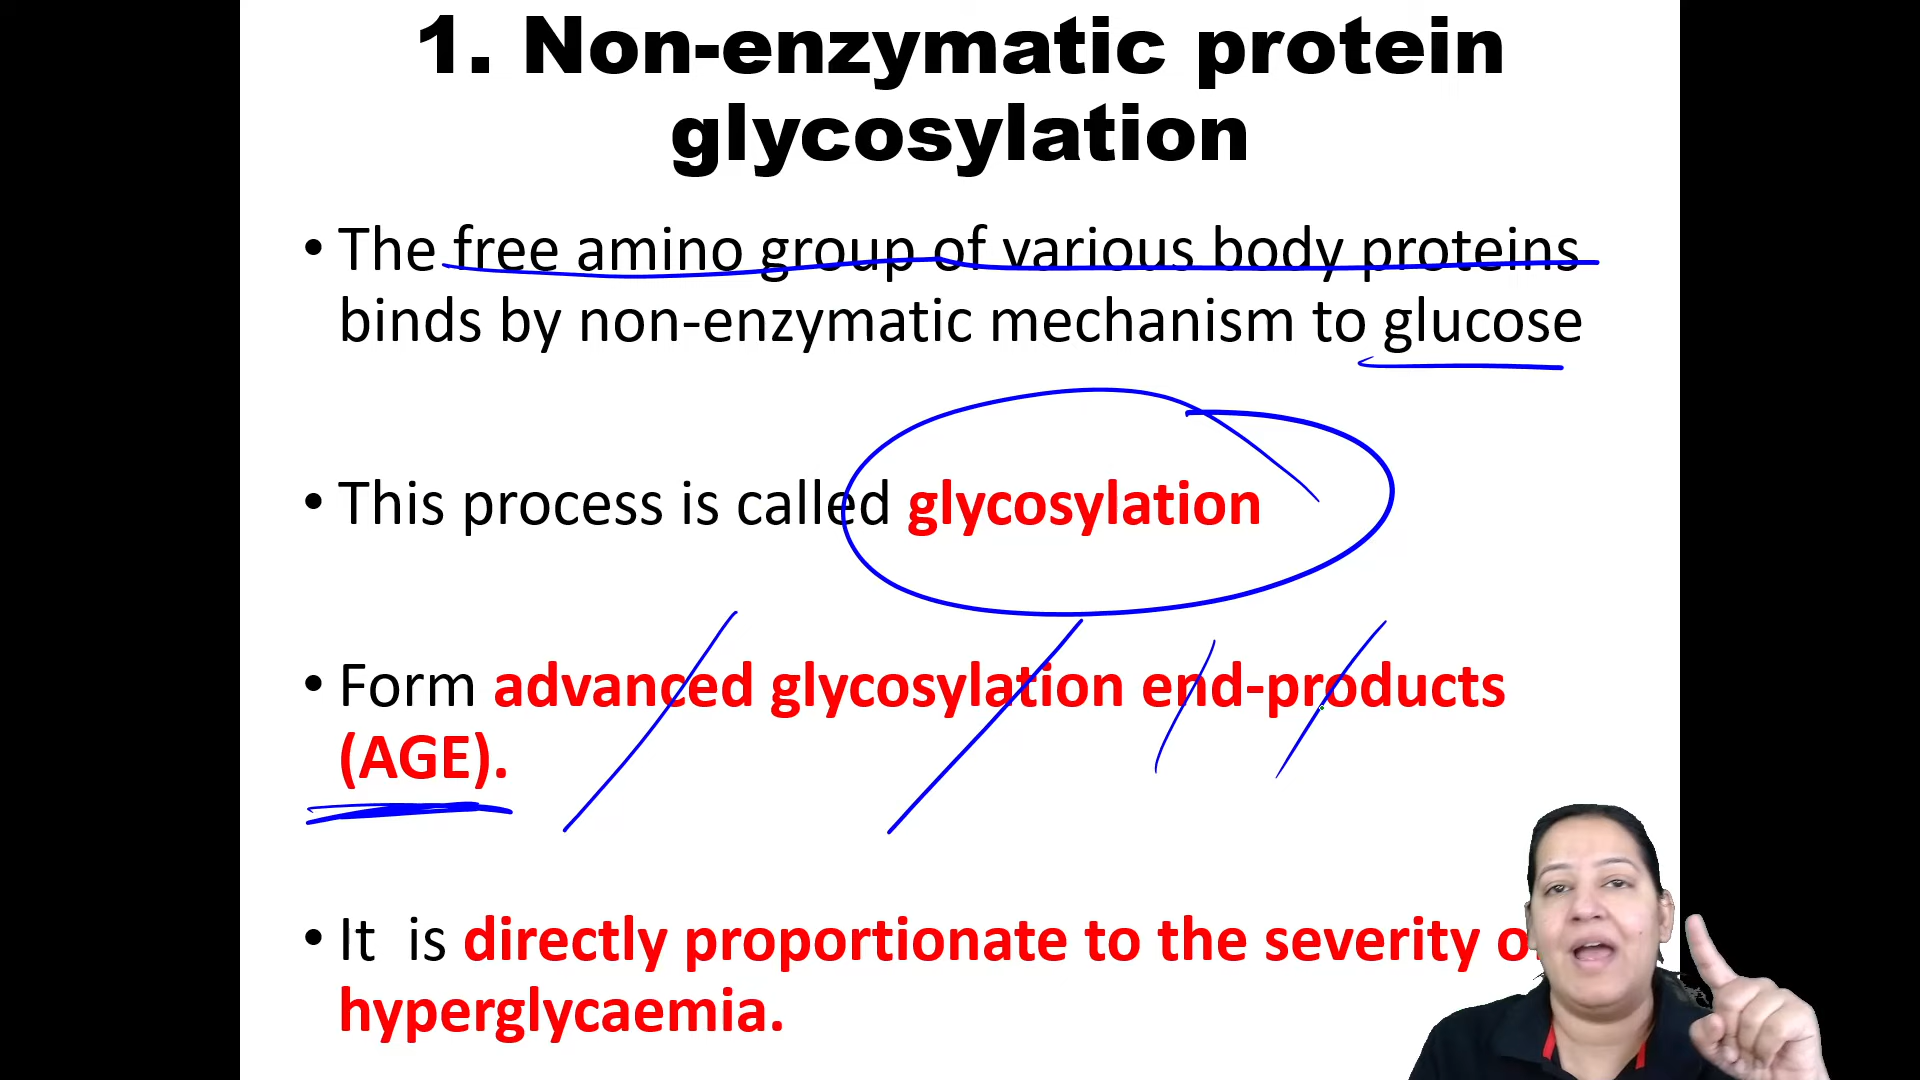 1. Non-enzymatic protein
glycosylation
• The free amino group of various body proteins
binds by non-enzymatic mechanism to glucose
• This process is called glycosylation
• Form advanced glycosylation end-products
(AGE).
• It is directly proportionate to the severity o
hyperglycaemia.